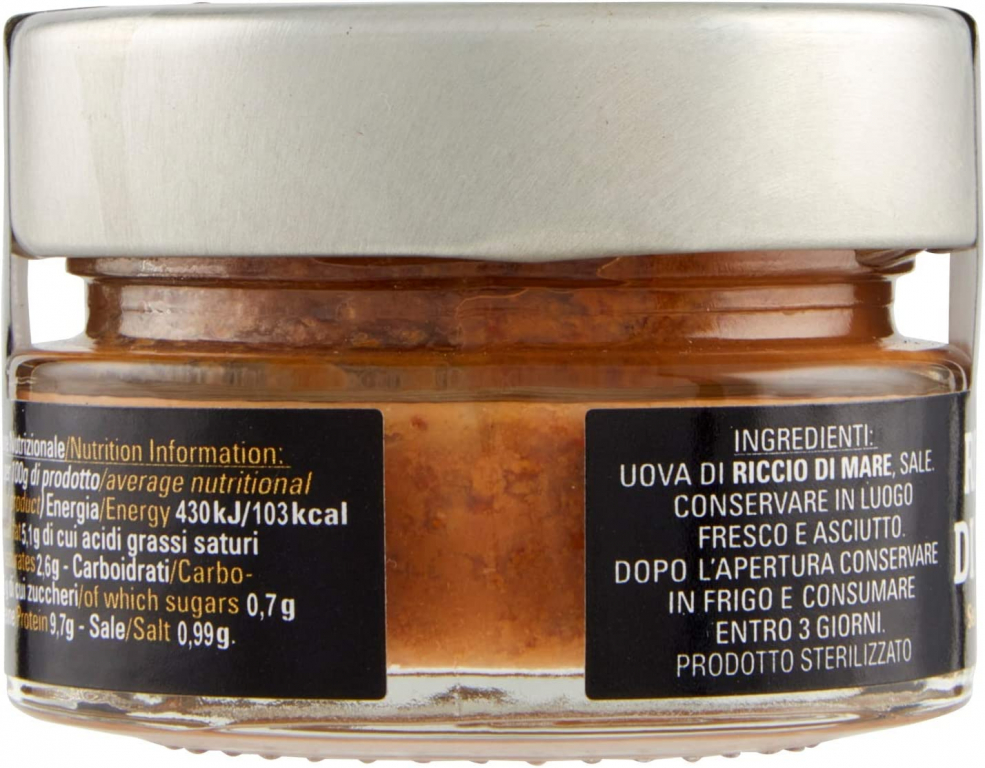 Nutrizionale/Nutrition Information:
100g di prodotto/average nutritional
product) Energia/Energy 430kJ/103kcal
5,1g di cui acidi grassi saturi
2,6g - Carboidrati/Carbo-
di cui zuccheri/of which sugars 0,7g
Protein 9,7g - Sale/Salt 0,99g.
INGREDIENTI:
UOVA DI RICCIO DI MARE, SALE.
CONSERVARE IN LUOGO
FRESCO E ASCIUTTO.
DOPO L'APERTURA CONSERVARE
IN FRIGO E CONSUMARE
ENTRO 3 GIORNI.
PRODOTTO STERILIZZATO